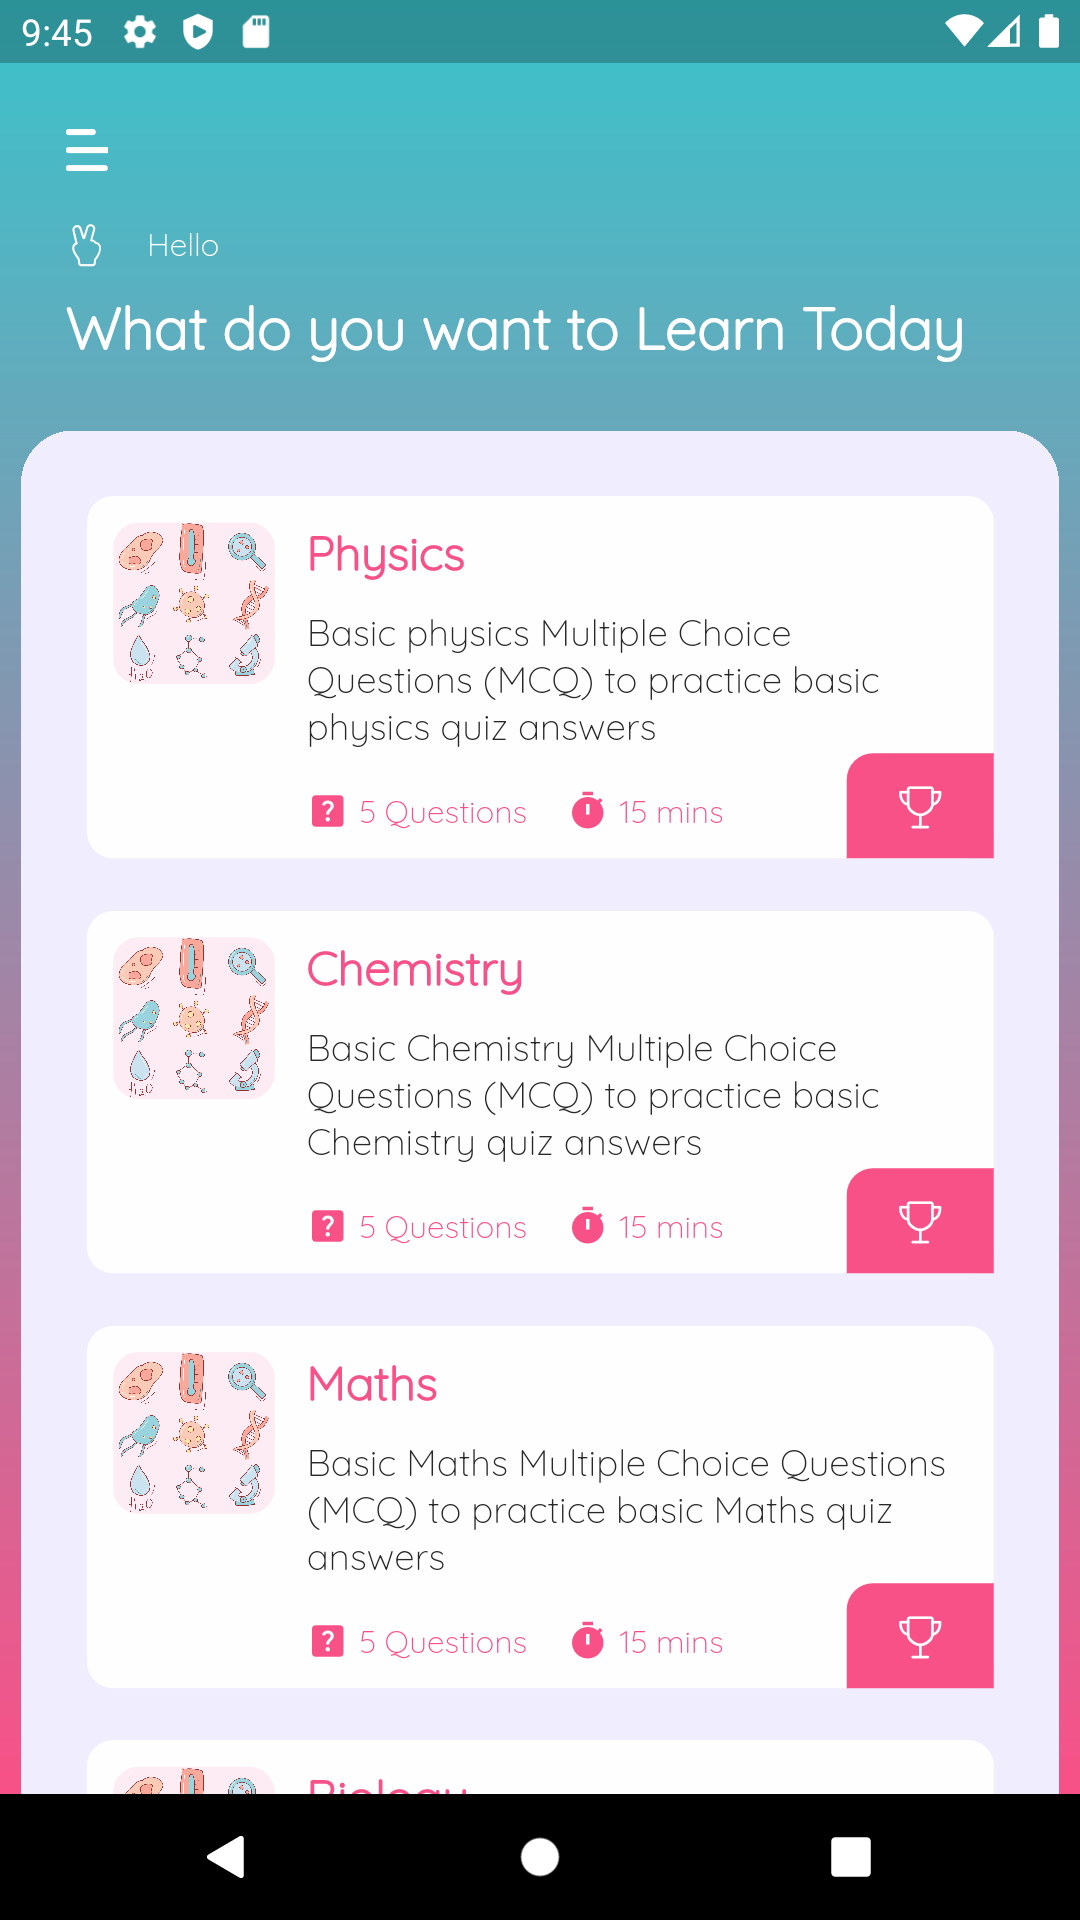 9:45
Hello
What do you want to Learn Today
Physics
Basic physics Multiple Choice
Questions (MCQ) to practice basic
physics quiz answers
5 Questions 15 mins
Chemistry
Basic Chemistry Multiple Choice
Questions (MCQ) to practice basic
Chemistry quiz answers
5 Questions 15 mins
Maths
Basic Maths Multiple Choice Questions
(MCQ) to practice basic Maths quiz
answers
5 Questions 15 mins
Biology